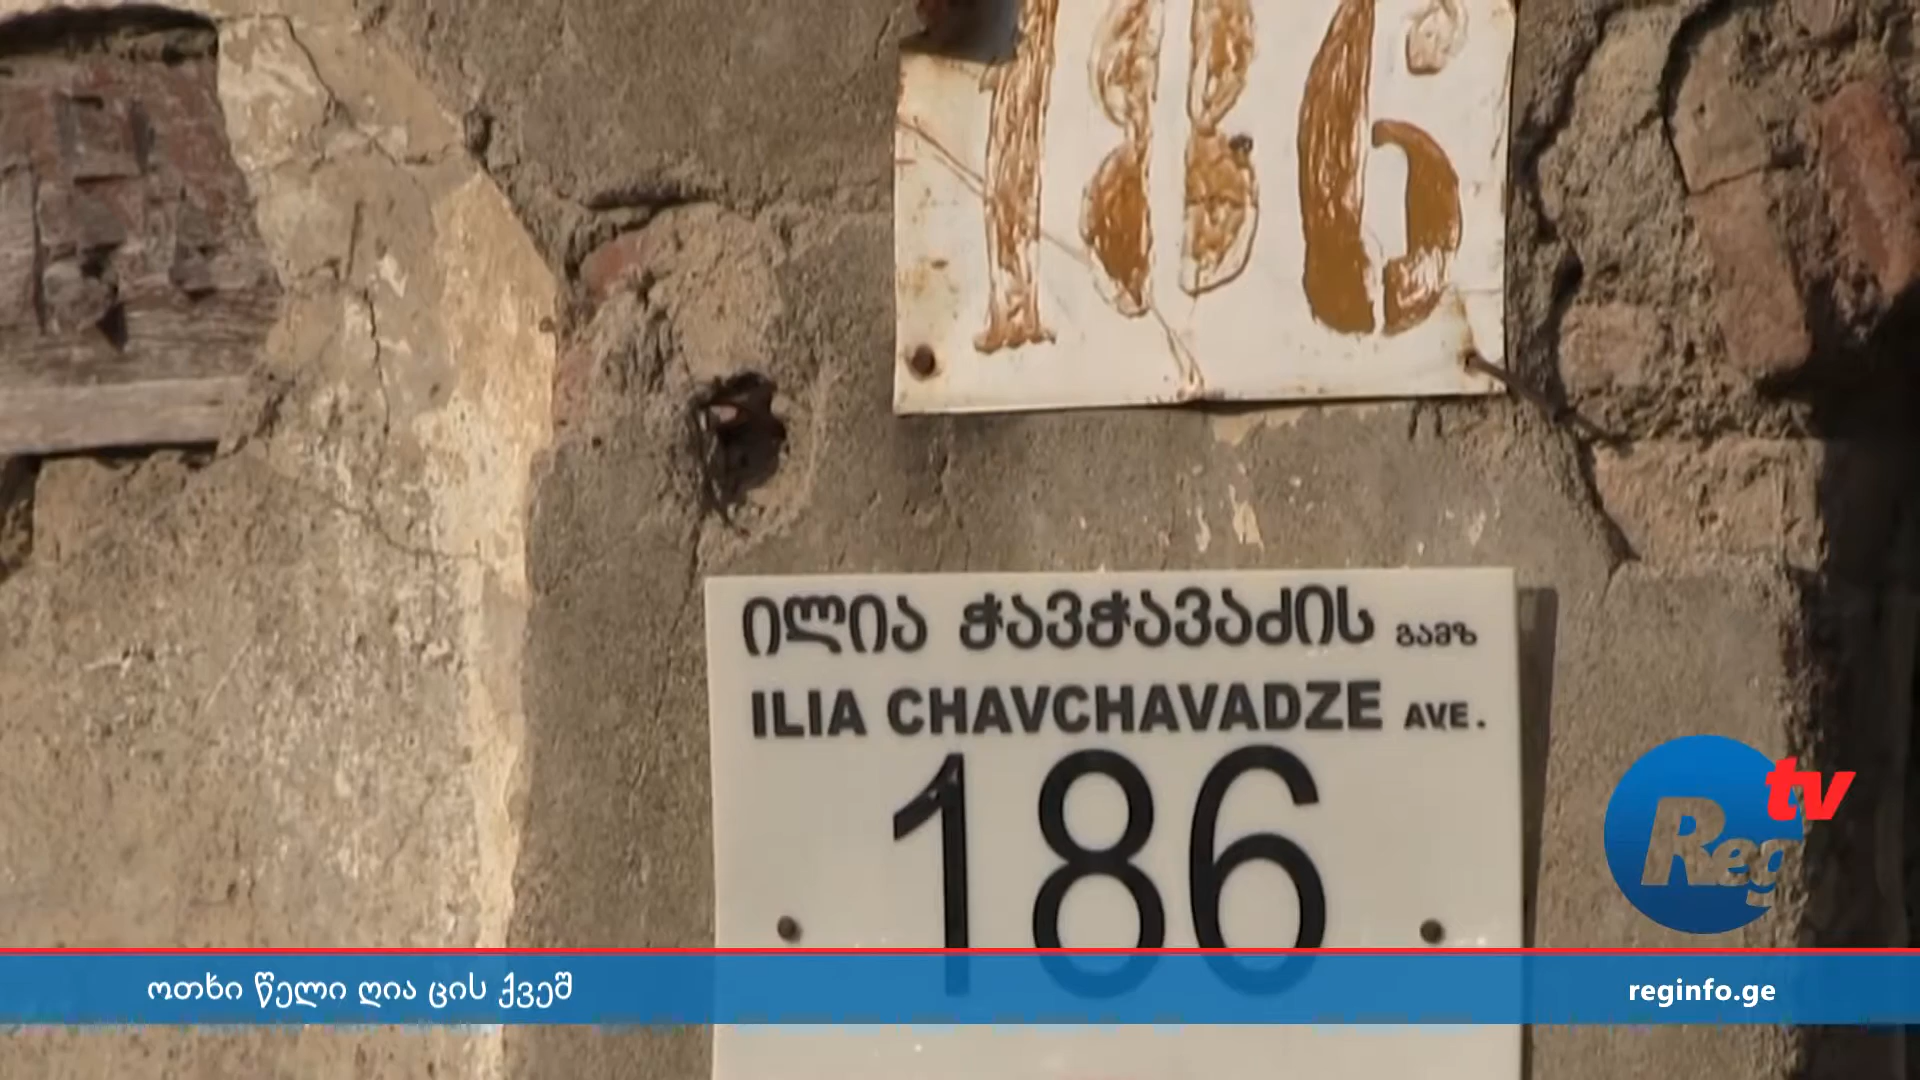 186
ილია ჭავჭავაძის გამზ
ILIA CHAVCHAVADZE AVE.
186
Reg tv
ოთხი წელი ღია ცის ქვეშ
reginfo.ge